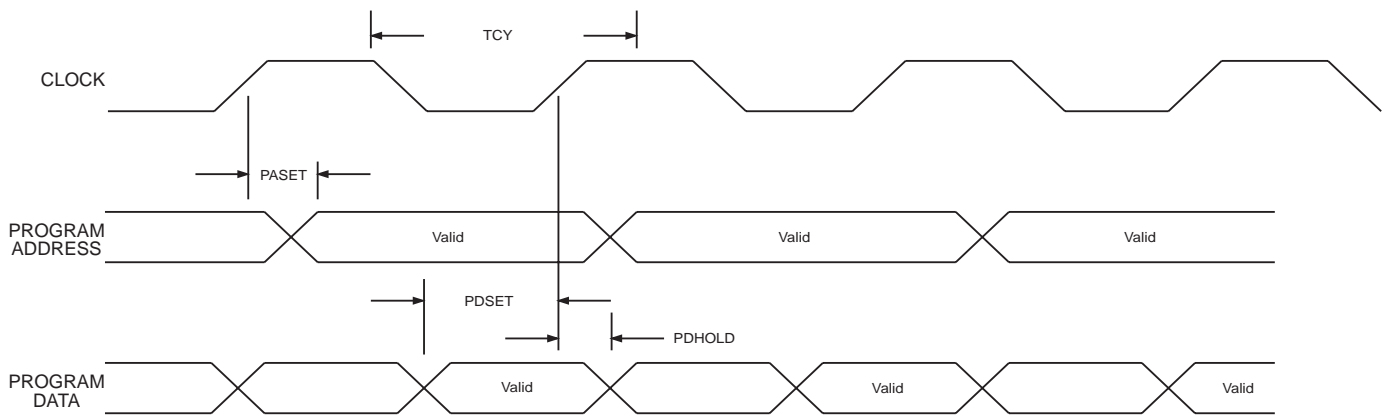 TCY
CLOCK
PASET
PROGRAM
ADDRESS
Valid
Valid
Valid
PDSET
PDHOLD
PROGRAM
DATA
Valid
Valid
Valid